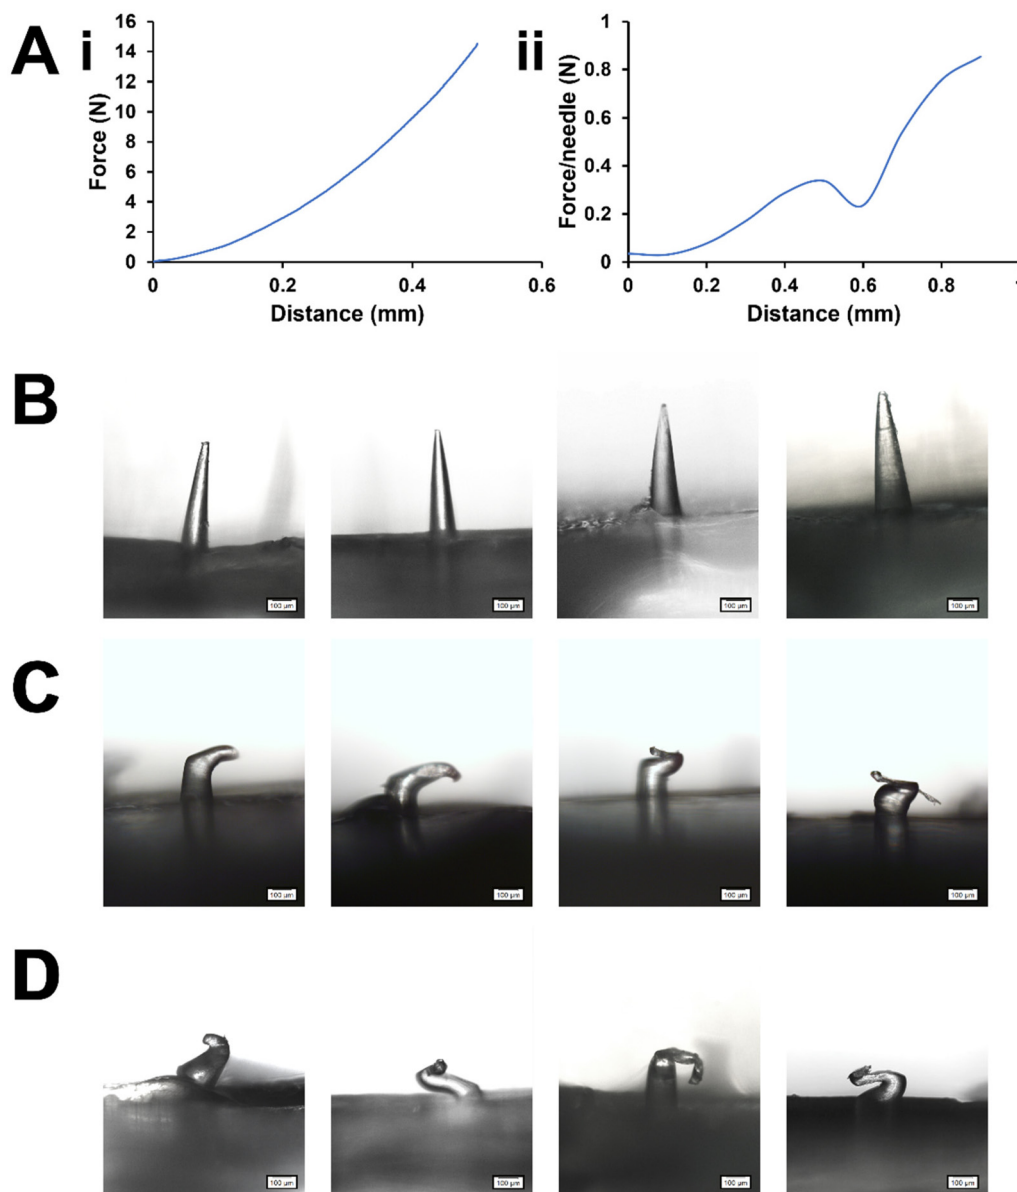 A i ii
Force (N)
16
14
12
10
8
6
4
2
0
0 0.2 0.4 0.6
Distance (mm)
Force/needle (N)
1
0.8
0.6
0.4
0.2
0
0 0.2 0.4 0.6 0.8 1
Distance (mm)
B
100 µm 100 µm 100 µm 100 µm
C
100 µm 100 µm 100 µm 100 µm
D
100 µm 100 µm 100 µm 100 µm